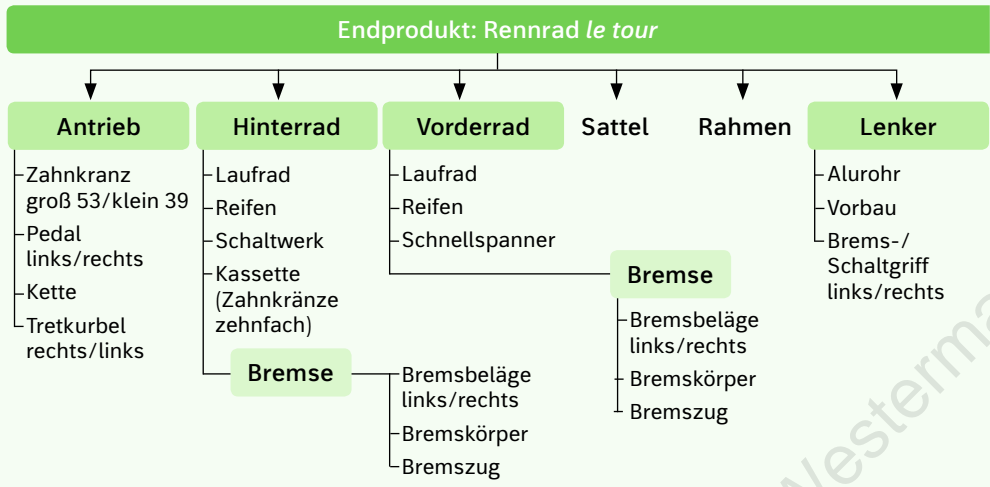 Endprodukt: Rennrad le tour
Antrieb
Zahnkranz
groß 53/klein 39
Pedal
links/rechts
Kette
Tretkurbel
rechts/links
Hinterrad
Laufrad
Reifen
Schaltwerk
Kassette
(Zahnkränze
zehnfach)
Bremse
Bremsbeläge
links/rechts
Bremskörper
Bremszug
Vorderrad
Laufrad
Reifen
Schnellspanner
Bremse
Bremsbeläge
links/rechts
Bremskörper
Bremszug
Sattel
Rahmen
Lenker
Alurohr
Vorbau
Brems-/
Schaltgriff
links/rechts